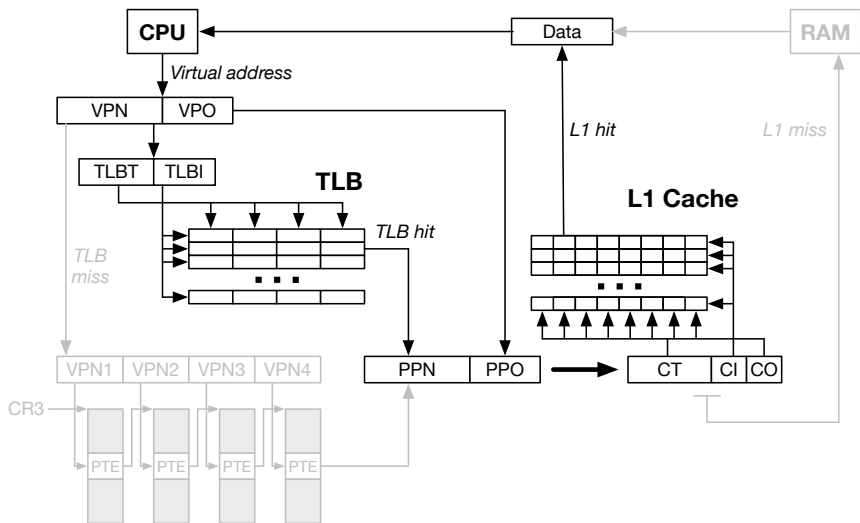 CPU
Data
RAM
Virtual address
VPN VPO
L1 hit
L1 miss
TLBT TLBI
TLB
L1 Cache
TLB hit
TLB
miss
VPN1 VPN2 VPN3 VPN4
PPN PPO
CT CI CO
CR3
PTE PTE PTE PTE